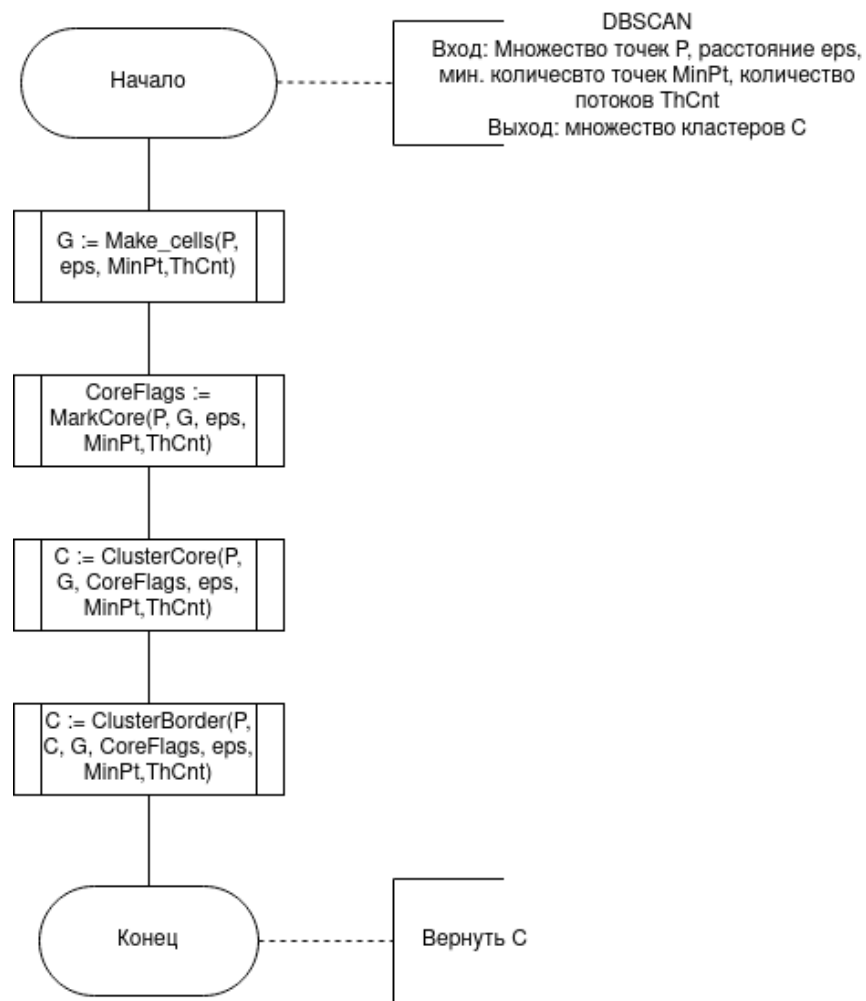 Начало
DBSCAN
Вход: Множество точек P, расстояние eps,
мин. количесвто точек MinPt, количество
потоков ThCnt
Выход: множество кластеров C
G := Make_cells(P,
eps, MinPt,ThCnt)
CoreFlags :=
MarkCore(P, G, eps,
MinPt,ThCnt)
C := ClusterCore(P,
G, CoreFlags, eps,
MinPt,ThCnt)
C := ClusterBorder(P,
C, G, CoreFlags, eps,
MinPt,ThCnt)
Конец
Вернуть C